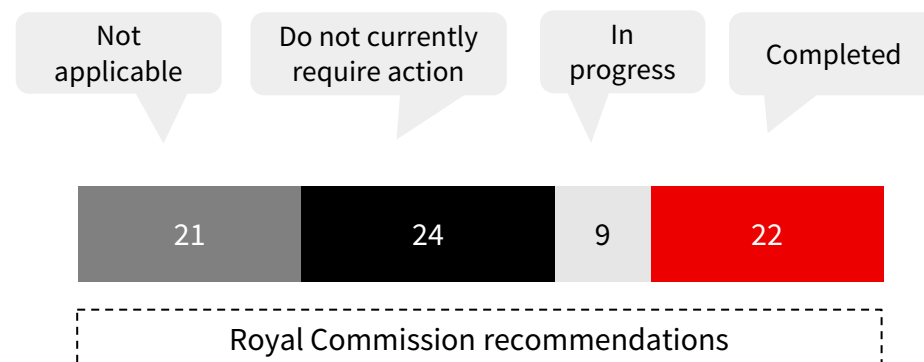 Not
applicable
Do not currently
require action
In
progress
Completed
21
24
9
22
Royal Commission recommendations